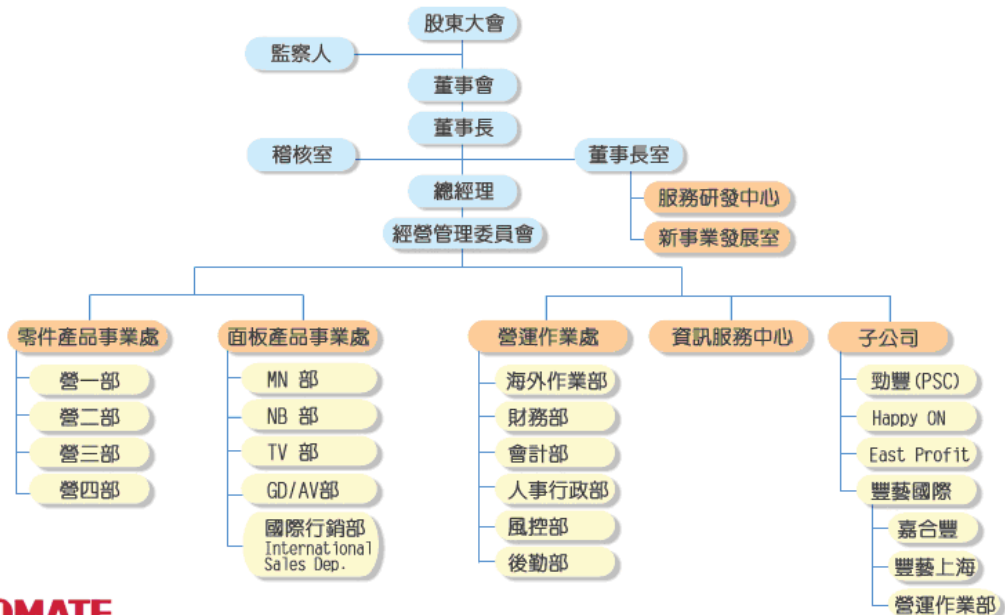 股東大會
監察人
董事會
董事長
稽核室
董事長室
總經理
服務研發中心
經營管理委員會
新事業發展室
零件產品事業處
營一部
營二部
營三部
營四部
面板產品事業處
MN 部
NB 部
TV 部
GD/AV部
國際行銷部
International
Sales Dep.
營運作業處
海外作業部
財務部
會計部
人事行政部
風控部
後勤部
資訊服務中心
子公司
勁豐(PSC)
Happy ON
East Profit
豐藝國際
嘉合豐
豐藝上海
營運作業部